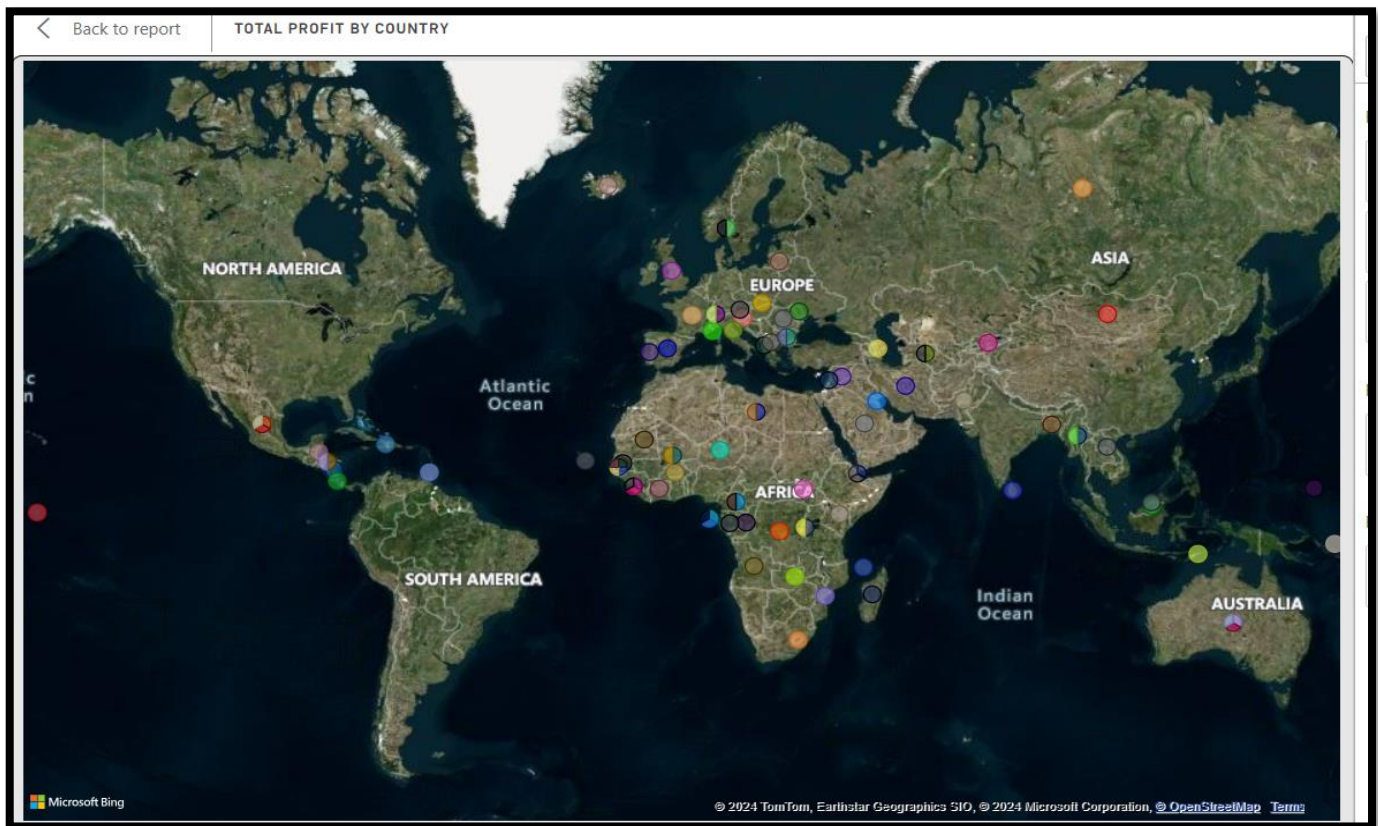 Back to report
TOTAL PROFIT BY COUNTRY
NORTH AMERICA
EUROPE
ASIA
Atlantic
Ocean
AFRICA
SOUTH AMERICA
Indian
Ocean
AUSTRALIA
Microsoft Bing
© 2024 TomTom, Earthstar Geographics SIO, © 2024 Microsoft Corporation, © OpenStreetMap Terms